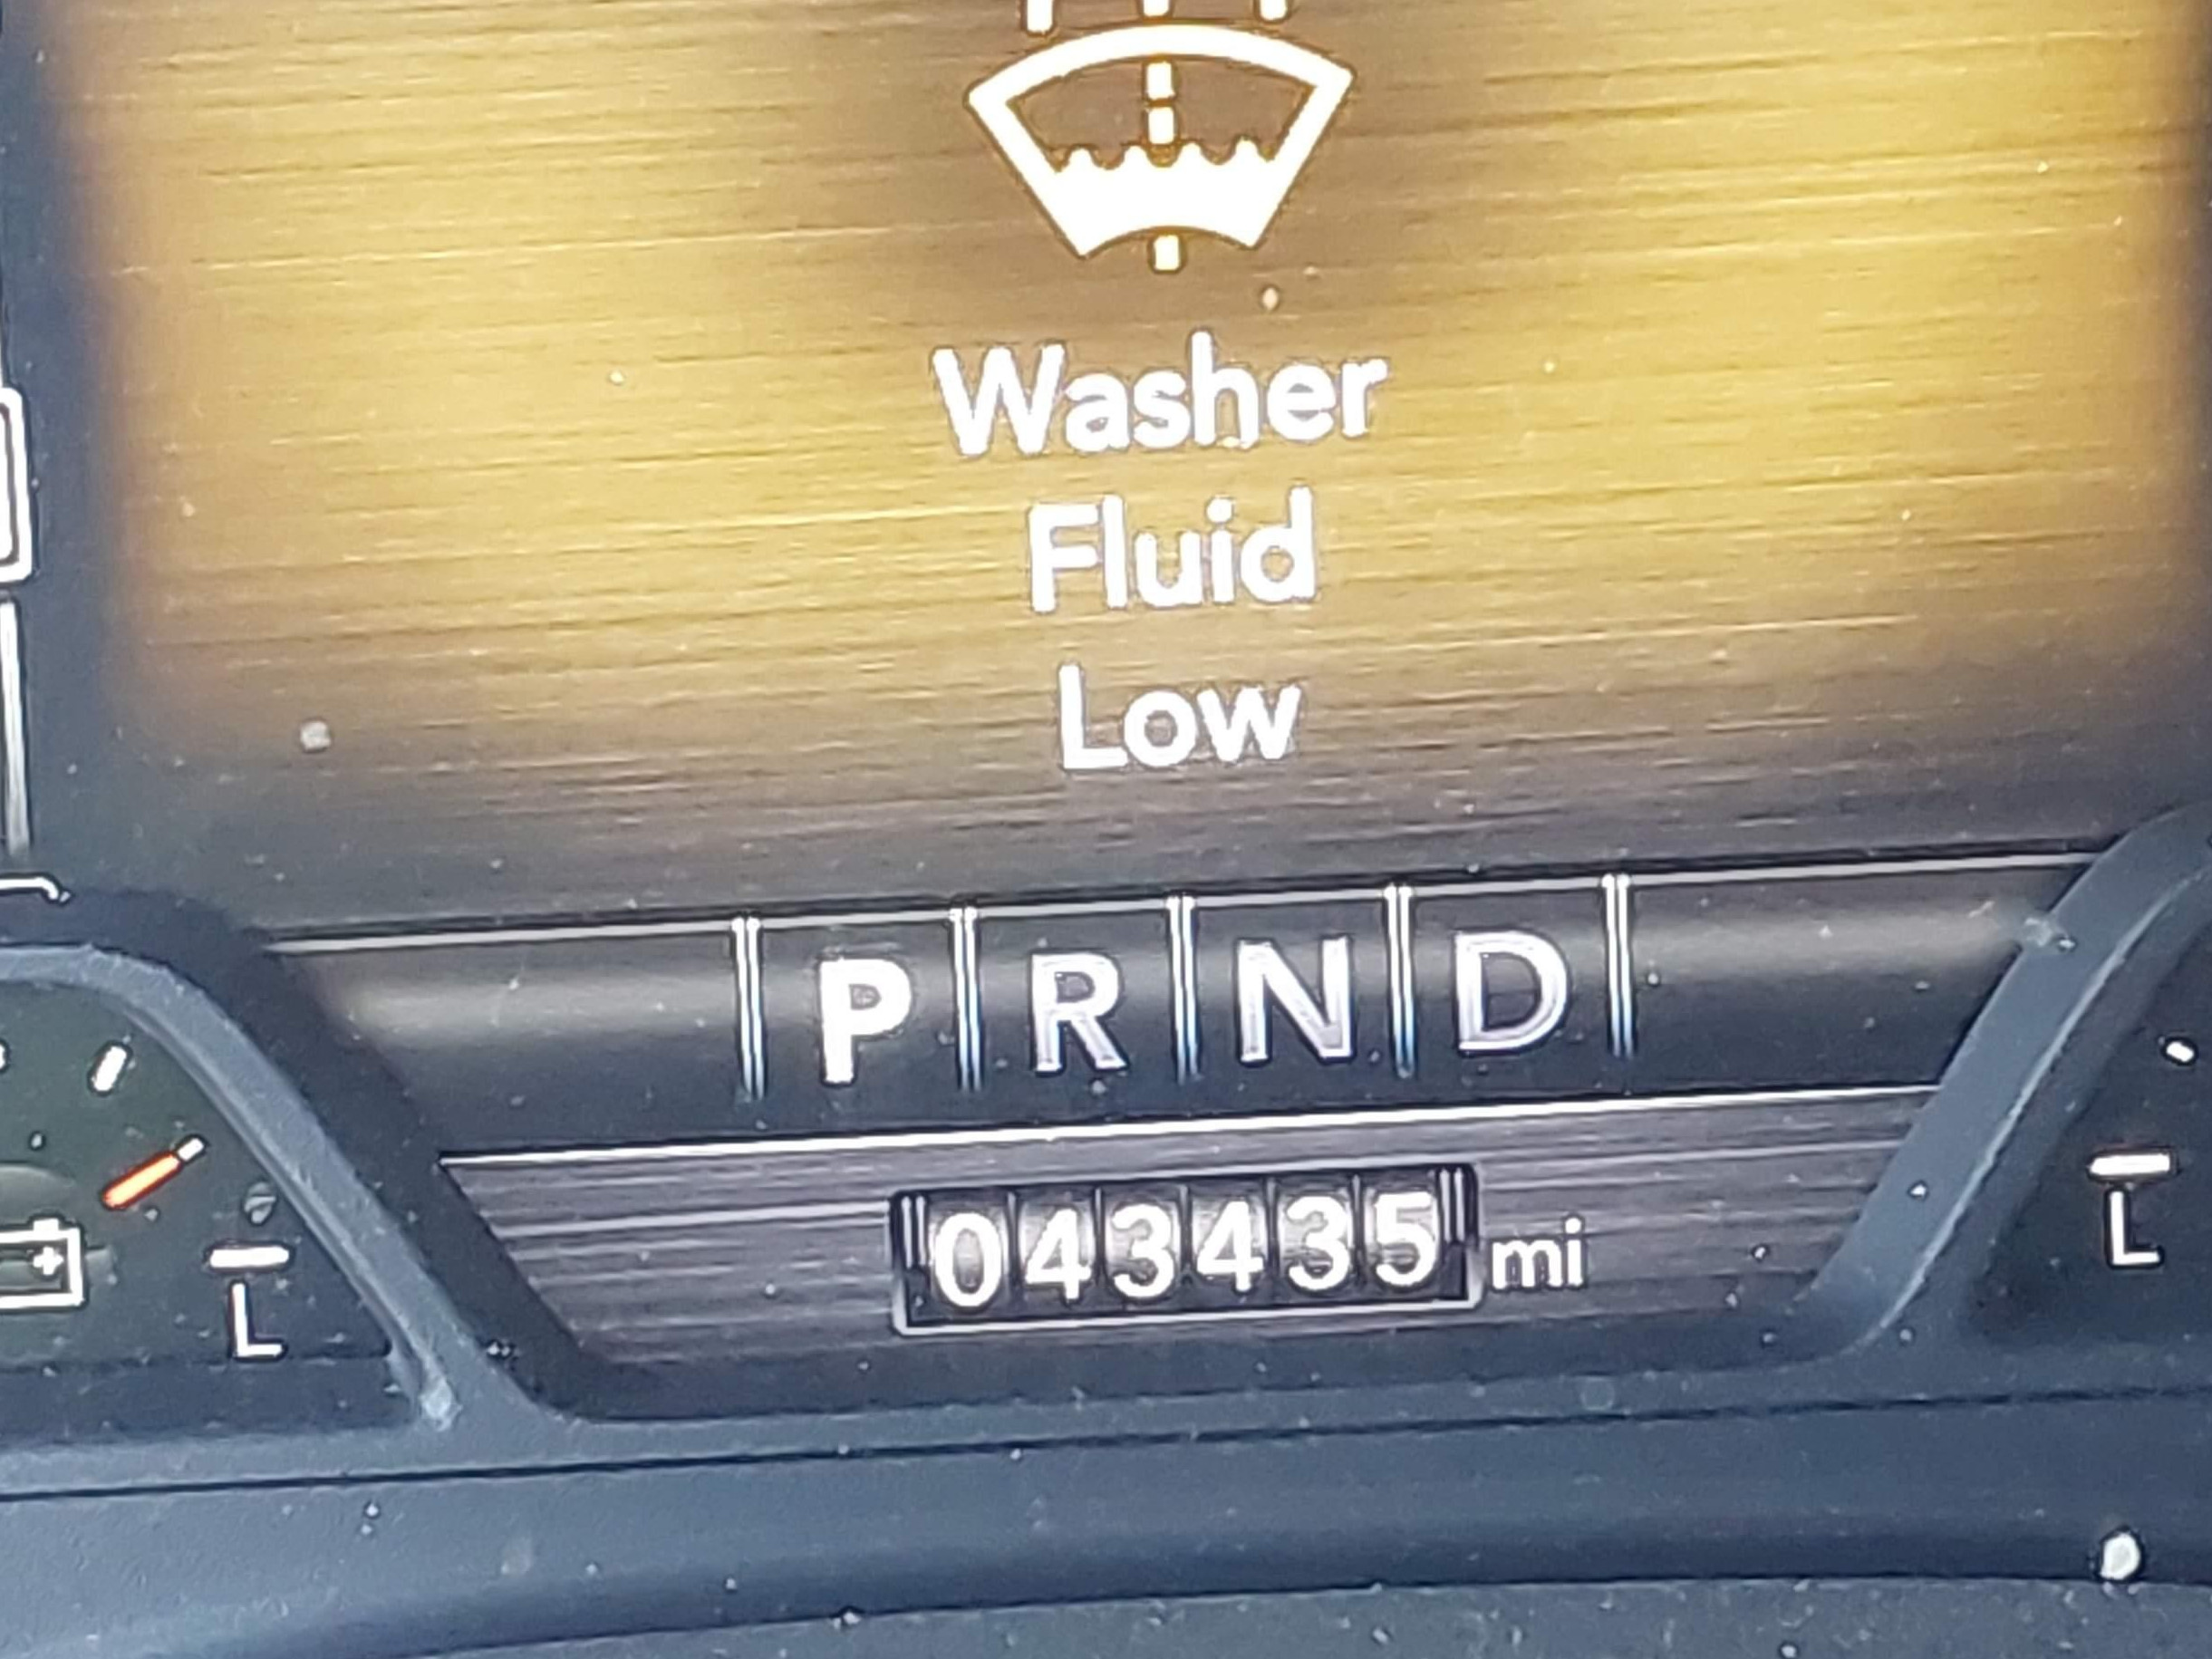 Washer
Fluid
Low
P R N D
043435 mi
L
L